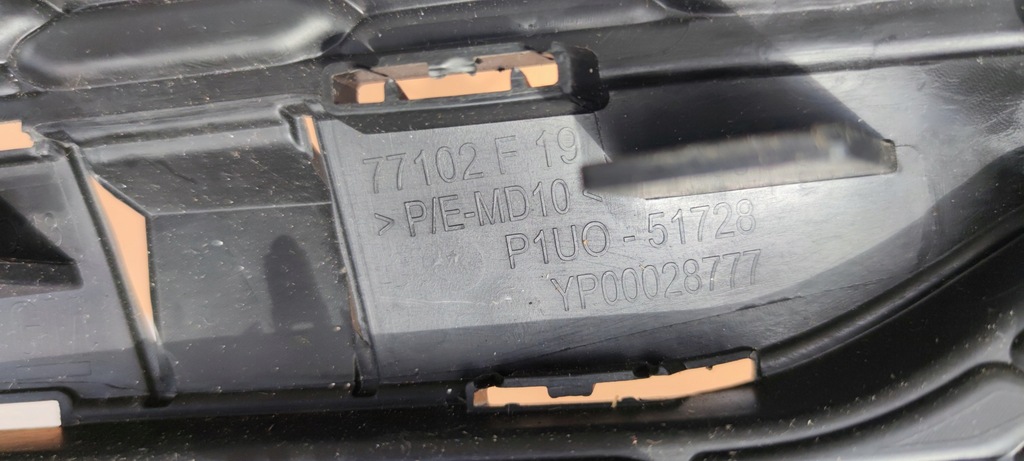 77102 F 19
> P/E-MD10 <
P1UO - 51728
YP00028777